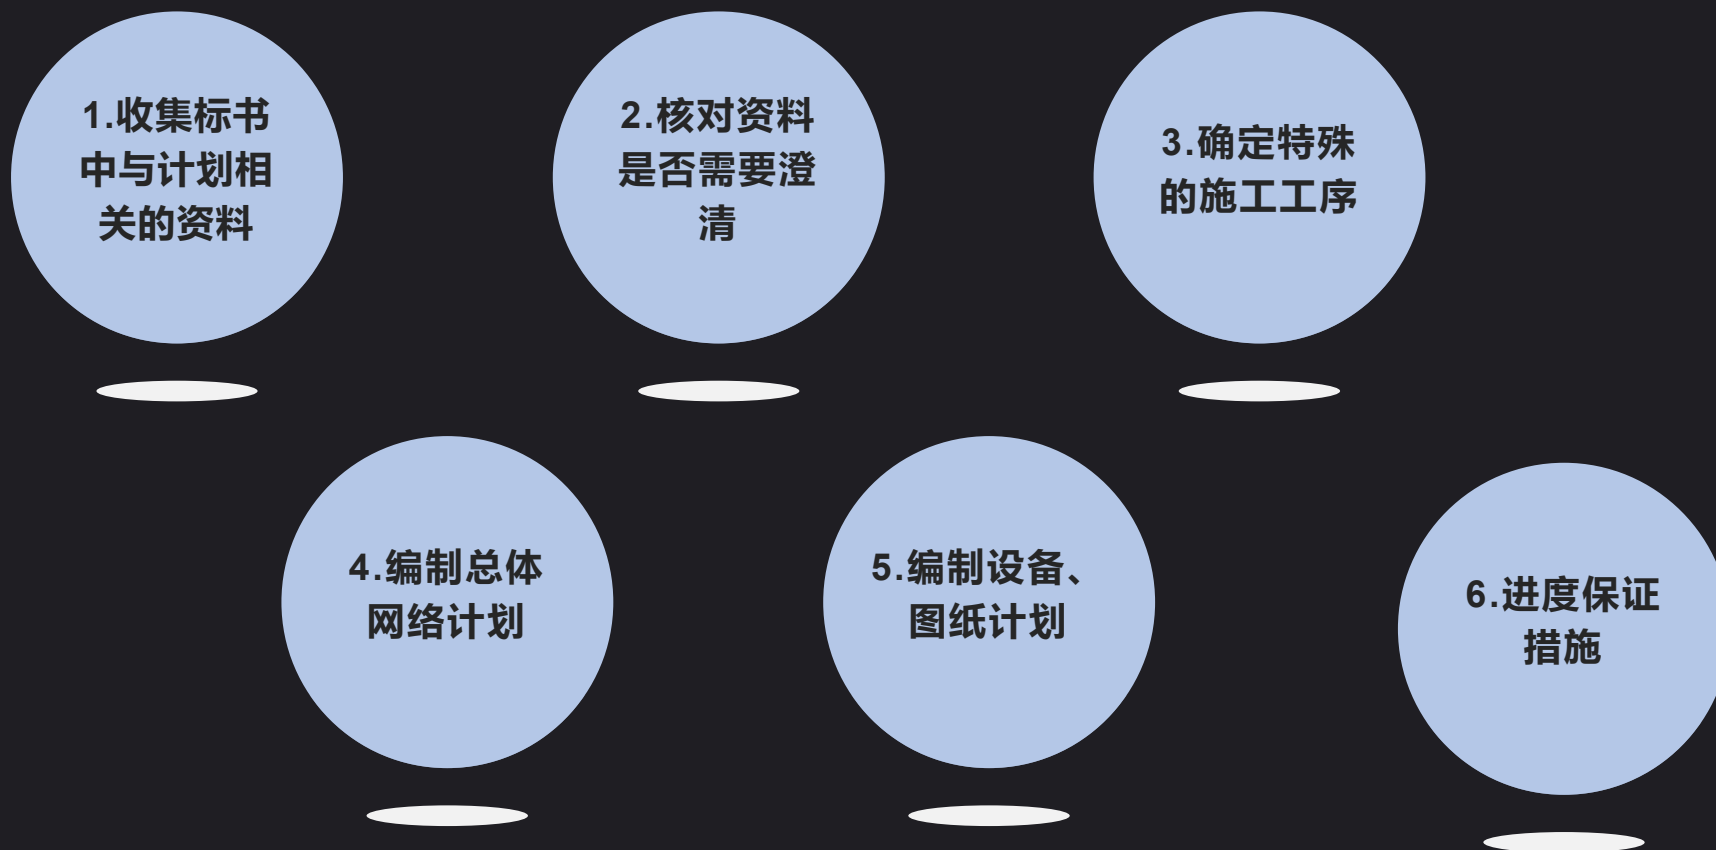 1.收集标书
中与计划相
关的资料
2.核对资料
是否需要澄
清
3.确定特殊
的施工工序
4.编制总体
网络计划
5.编制设备、
图纸计划
6.进度保证
措施